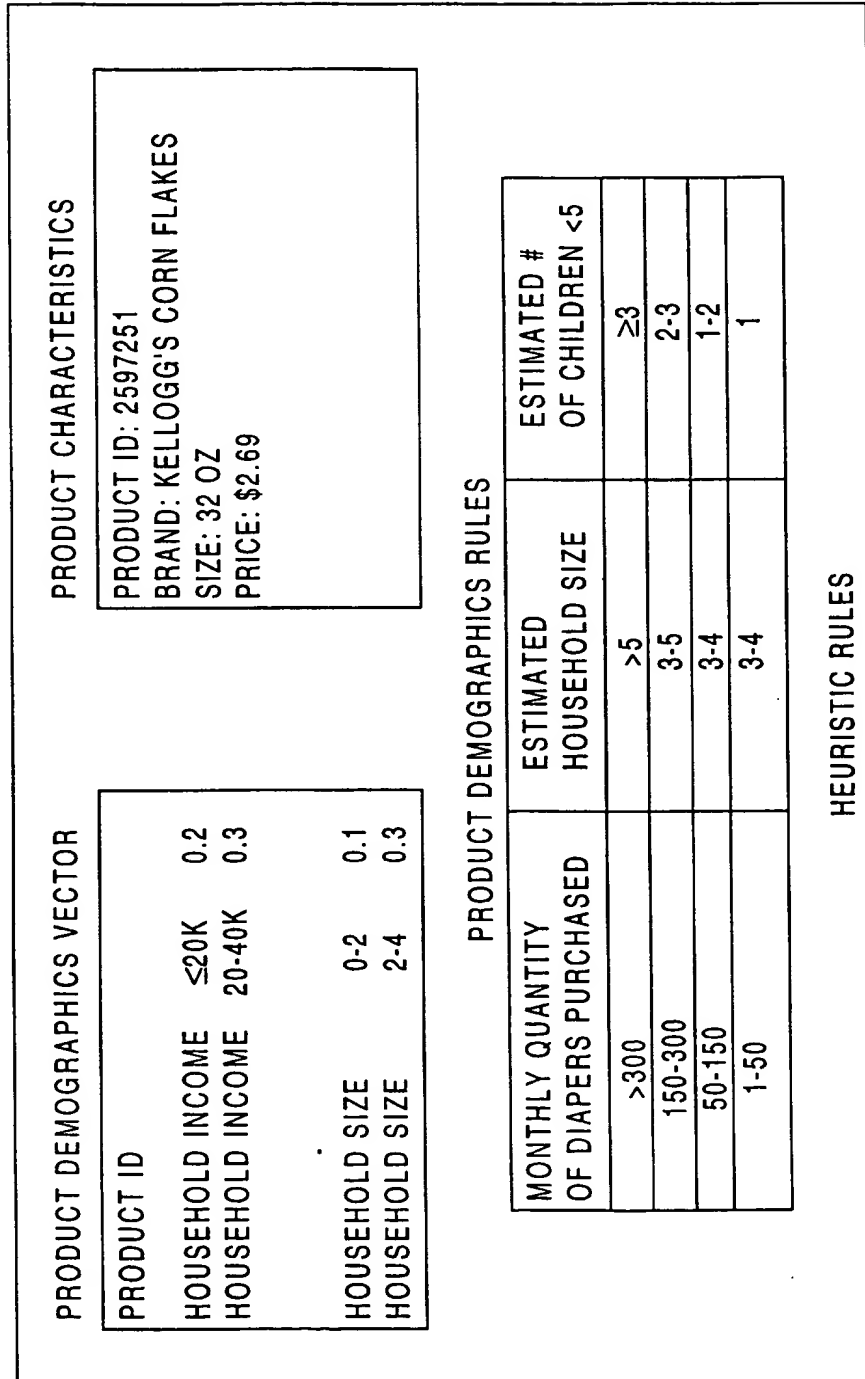 PRODUCT DEMOGRAPHICS VECTOR
PRODUCT ID
HOUSEHOLD INCOME ≤20K 0.2
HOUSEHOLD INCOME 20-40K 0.3
HOUSEHOLD SIZE 0-2 0.1
HOUSEHOLD SIZE 2-4 0.3
PRODUCT CHARACTERISTICS
PRODUCT ID: 2597251
BRAND: KELLOGG'S CORN FLAKES
SIZE: 32 OZ
PRICE: $2.69
PRODUCT DEMOGRAPHICS RULES
MONTHLY QUANTITY
OF DIAPERS PURCHASED
ESTIMATED
HOUSEHOLD SIZE
ESTIMATED #
OF CHILDREN <5
>300 >5 ≥3
150-300 3-5 2-3
50-150 3-4 1-2
1-50 3-4 1
HEURISTIC RULES